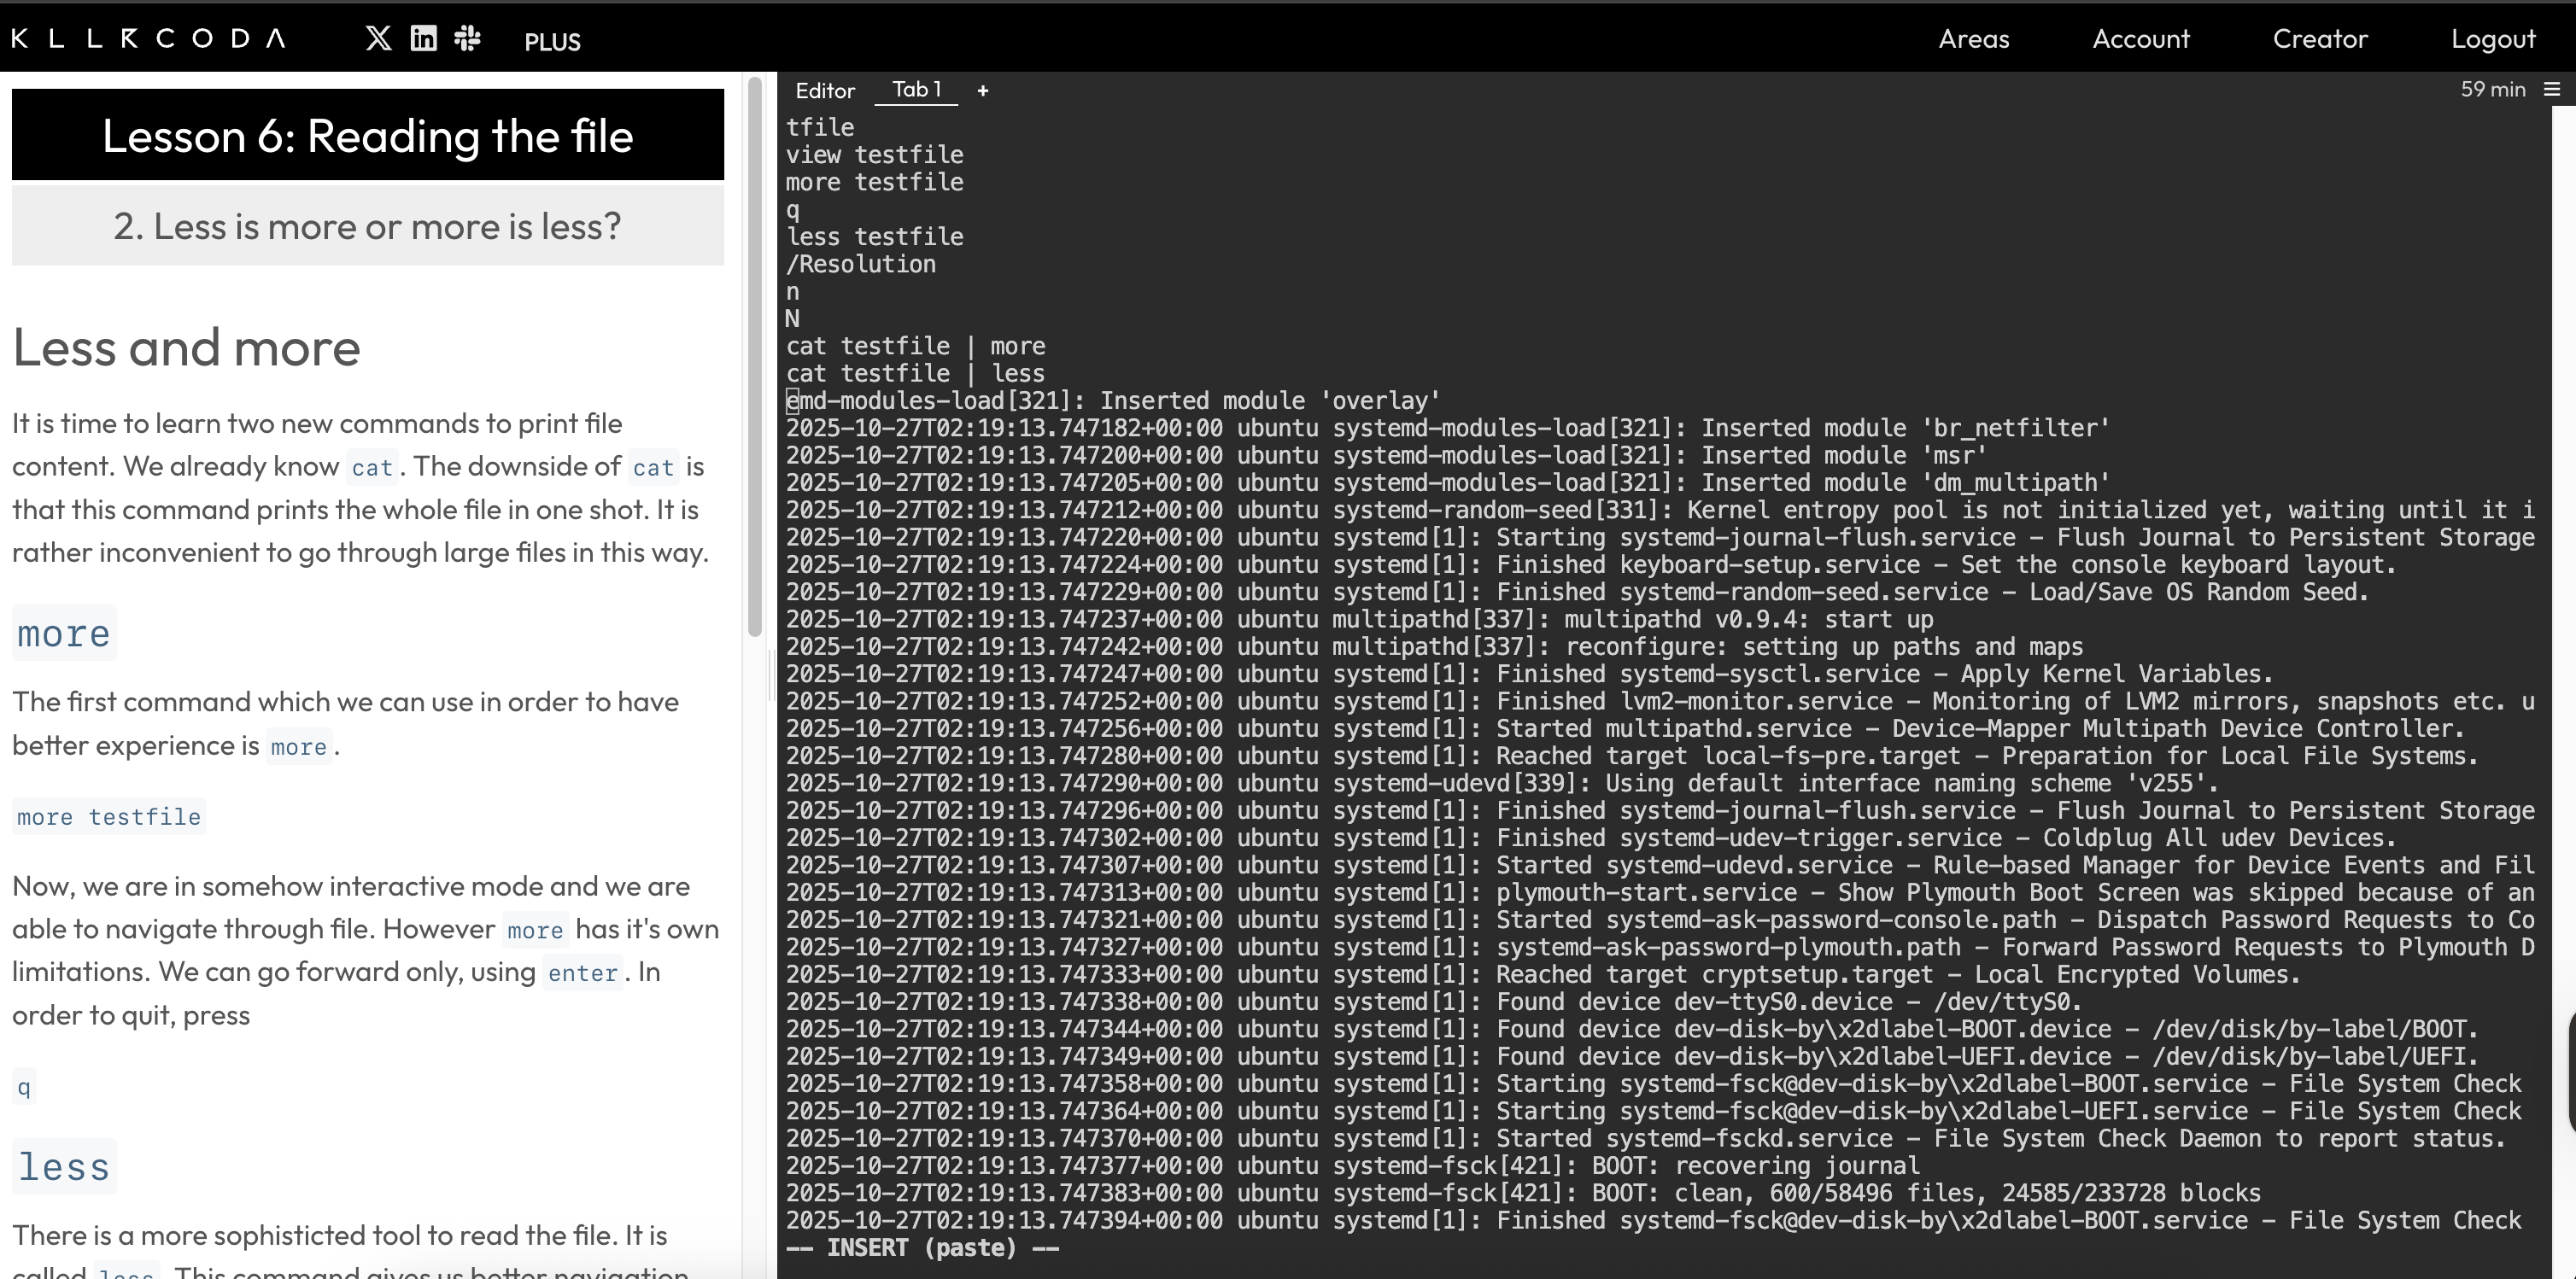 KILLERCODA
PLUS
Areas
Account
Creator
Logout
Lesson 6: Reading the file
2. Less is more or more is less?
Less and more
It is time to learn two new commands to print file
content. We already know cat . The downside of cat is
that this command prints the whole file in one shot. It is
rather inconvenient to go through large files in this way.
more
The first command which we can use in order to have
better experience is more .
more testfile
Now, we are in somehow interactive mode and we are
able to navigate through file. However more has it's own
limitations. We can go forward only, using enter . In
order to quit, press
q
less
There is a more sophisticted tool to read the file. It is
called less . This command gives us better navigation
Editor
Tab 1
+
59 min
tfile
view testfile
more testfile
q
less testfile
/Resolution
n
N
cat testfile | more
cat testfile | less
emd-modules-load[321]: Inserted module 'overlay'
2025-10-27T02:19:13.747182+00:00 ubuntu systemd-modules-load[321]: Inserted module 'br_netfilter'
2025-10-27T02:19:13.747200+00:00 ubuntu systemd-modules-load[321]: Inserted module 'msr'
2025-10-27T02:19:13.747205+00:00 ubuntu systemd-modules-load[321]: Inserted module 'dm_multipath'
2025-10-27T02:19:13.747212+00:00 ubuntu systemd-random-seed[331]: Kernel entropy pool is not initialized yet, waiting until it i
2025-10-27T02:19:13.747220+00:00 ubuntu systemd[1]: Starting systemd-journal-flush.service - Flush Journal to Persistent Storage
2025-10-27T02:19:13.747224+00:00 ubuntu systemd[1]: Finished keyboard-setup.service - Set the console keyboard layout.
2025-10-27T02:19:13.747229+00:00 ubuntu systemd[1]: Finished systemd-random-seed.service - Load/Save OS Random Seed.
2025-10-27T02:19:13.747237+00:00 ubuntu multipathd[337]: multipathd v0.9.4: start up
2025-10-27T02:19:13.747242+00:00 ubuntu multipathd[337]: reconfigure: setting up paths and maps
2025-10-27T02:19:13.747247+00:00 ubuntu systemd[1]: Finished systemd-sysctl.service - Apply Kernel Variables.
2025-10-27T02:19:13.747252+00:00 ubuntu systemd[1]: Finished lvm2-monitor.service - Monitoring of LVM2 mirrors, snapshots etc. u
2025-10-27T02:19:13.747256+00:00 ubuntu systemd[1]: Started multipathd.service - Device-Mapper Multipath Device Controller.
2025-10-27T02:19:13.747280+00:00 ubuntu systemd[1]: Reached target local-fs-pre.target - Preparation for Local File Systems.
2025-10-27T02:19:13.747290+00:00 ubuntu systemd-udevd[339]: Using default interface naming scheme 'v255'.
2025-10-27T02:19:13.747296+00:00 ubuntu systemd[1]: Finished systemd-journal-flush.service - Flush Journal to Persistent Storage
2025-10-27T02:19:13.747302+00:00 ubuntu systemd[1]: Finished systemd-udev-trigger.service - Coldplug All udev Devices.
2025-10-27T02:19:13.747307+00:00 ubuntu systemd[1]: Started systemd-udevd.service - Rule-based Manager for Device Events and Fil
2025-10-27T02:19:13.747313+00:00 ubuntu systemd[1]: plymouth-start.service - Show Plymouth Boot Screen was skipped because of an
2025-10-27T02:19:13.747321+00:00 ubuntu systemd[1]: Started systemd-ask-password-console.path - Dispatch Password Requests to Co
2025-10-27T02:19:13.747327+00:00 ubuntu systemd[1]: systemd-ask-password-plymouth.path - Forward Password Requests to Plymouth D
2025-10-27T02:19:13.747333+00:00 ubuntu systemd[1]: Reached target cryptsetup.target - Local Encrypted Volumes.
2025-10-27T02:19:13.747338+00:00 ubuntu systemd[1]: Found device dev-ttyS0.device - /dev/ttyS0.
2025-10-27T02:19:13.747344+00:00 ubuntu systemd[1]: Found device dev-disk-by\x2dlabel-BOOT.device - /dev/disk/by-label/BOOT.
2025-10-27T02:19:13.747349+00:00 ubuntu systemd[1]: Found device dev-disk-by\x2dlabel-UEFI.device - /dev/disk/by-label/UEFI.
2025-10-27T02:19:13.747358+00:00 ubuntu systemd[1]: Starting systemd-fsck@dev-disk-by\x2dlabel-BOOT.service - File System Check
2025-10-27T02:19:13.747364+00:00 ubuntu systemd[1]: Starting systemd-fsck@dev-disk-by\x2dlabel-UEFI.service - File System Check
2025-10-27T02:19:13.747370+00:00 ubuntu systemd[1]: Started systemd-fsckd.service - File System Check Daemon to report status.
2025-10-27T02:19:13.747377+00:00 ubuntu systemd-fsck[421]: BOOT: recovering journal
2025-10-27T02:19:13.747383+00:00 ubuntu systemd-fsck[421]: BOOT: clean, 600/58496 files, 24585/233728 blocks
2025-10-27T02:19:13.747394+00:00 ubuntu systemd[1]: Finished systemd-fsck@dev-disk-by\x2dlabel-BOOT.service - File System Check
-- INSERT (paste) --